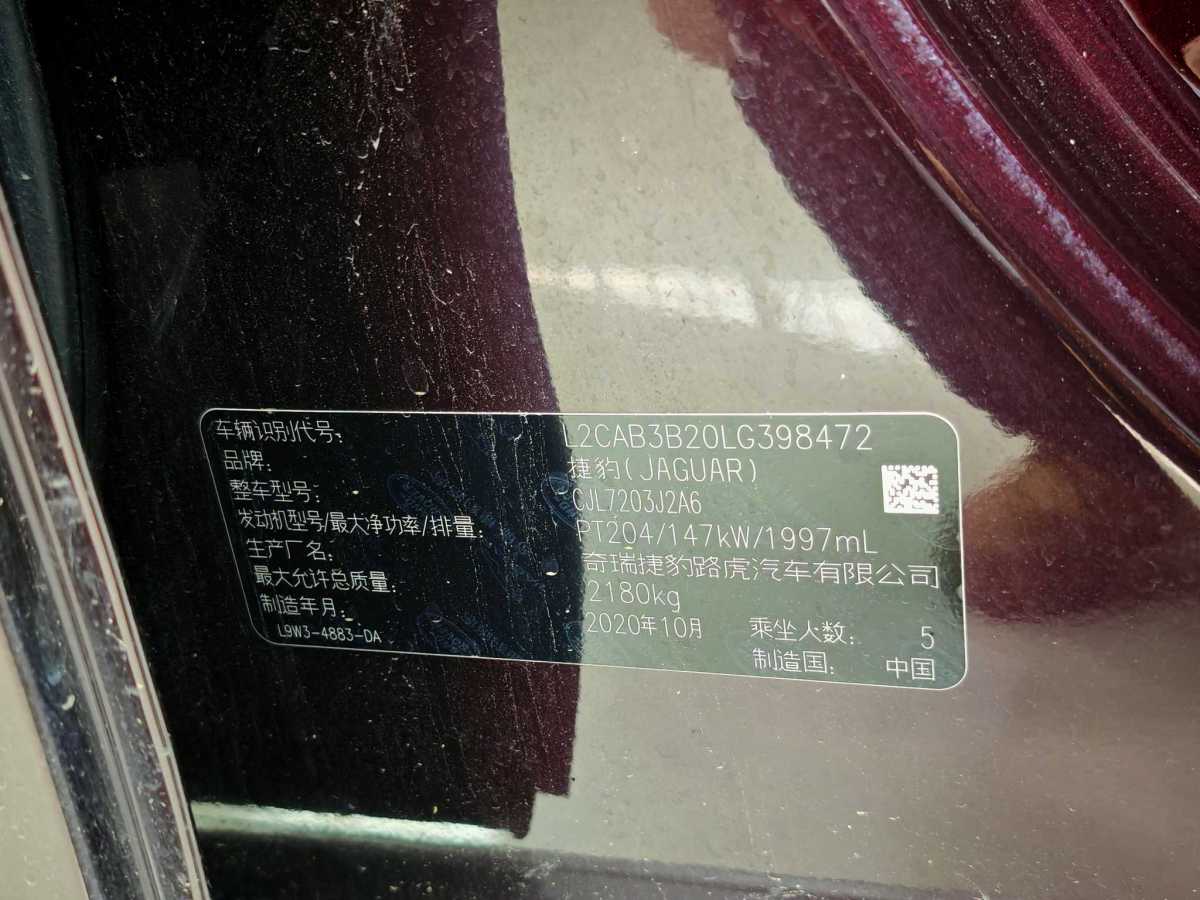 车辆识别代号: L2CAB3B20LG398472
品牌: 捷豹(JAGUAR)
整车型号: CJL7203J2A6
发动机型号/最大净功率/排量: PT204/147kW/1997mL
生产厂名: 奇瑞捷豹路虎汽车有限公司
最大允许总质量: 2180kg
制造年月: 2020年10月 乘坐人数: 5
L9W3-4883-DA 制造国: 中国